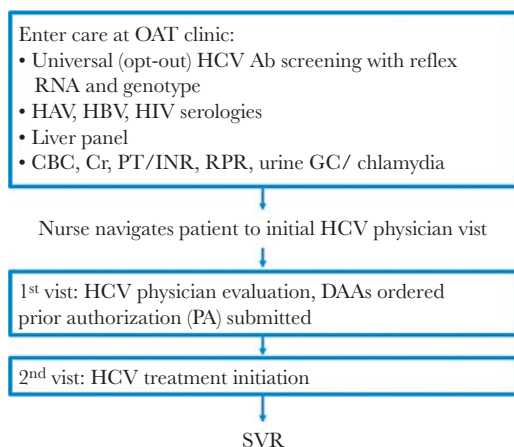 Enter care at OAT clinic:
• Universal (opt-out) HCV Ab screening with reflex
RNA and genotype
• HAV, HBV, HIV serologies
• Liver panel
• CBC, Cr, PT/INR, RPR, urine GC/ chlamydia
Nurse navigates patient to initial HCV physician vist
1st vist: HCV physician evaluation, DAAs ordered
prior authorization (PA) submitted
2nd vist: HCV treatment initiation
SVR